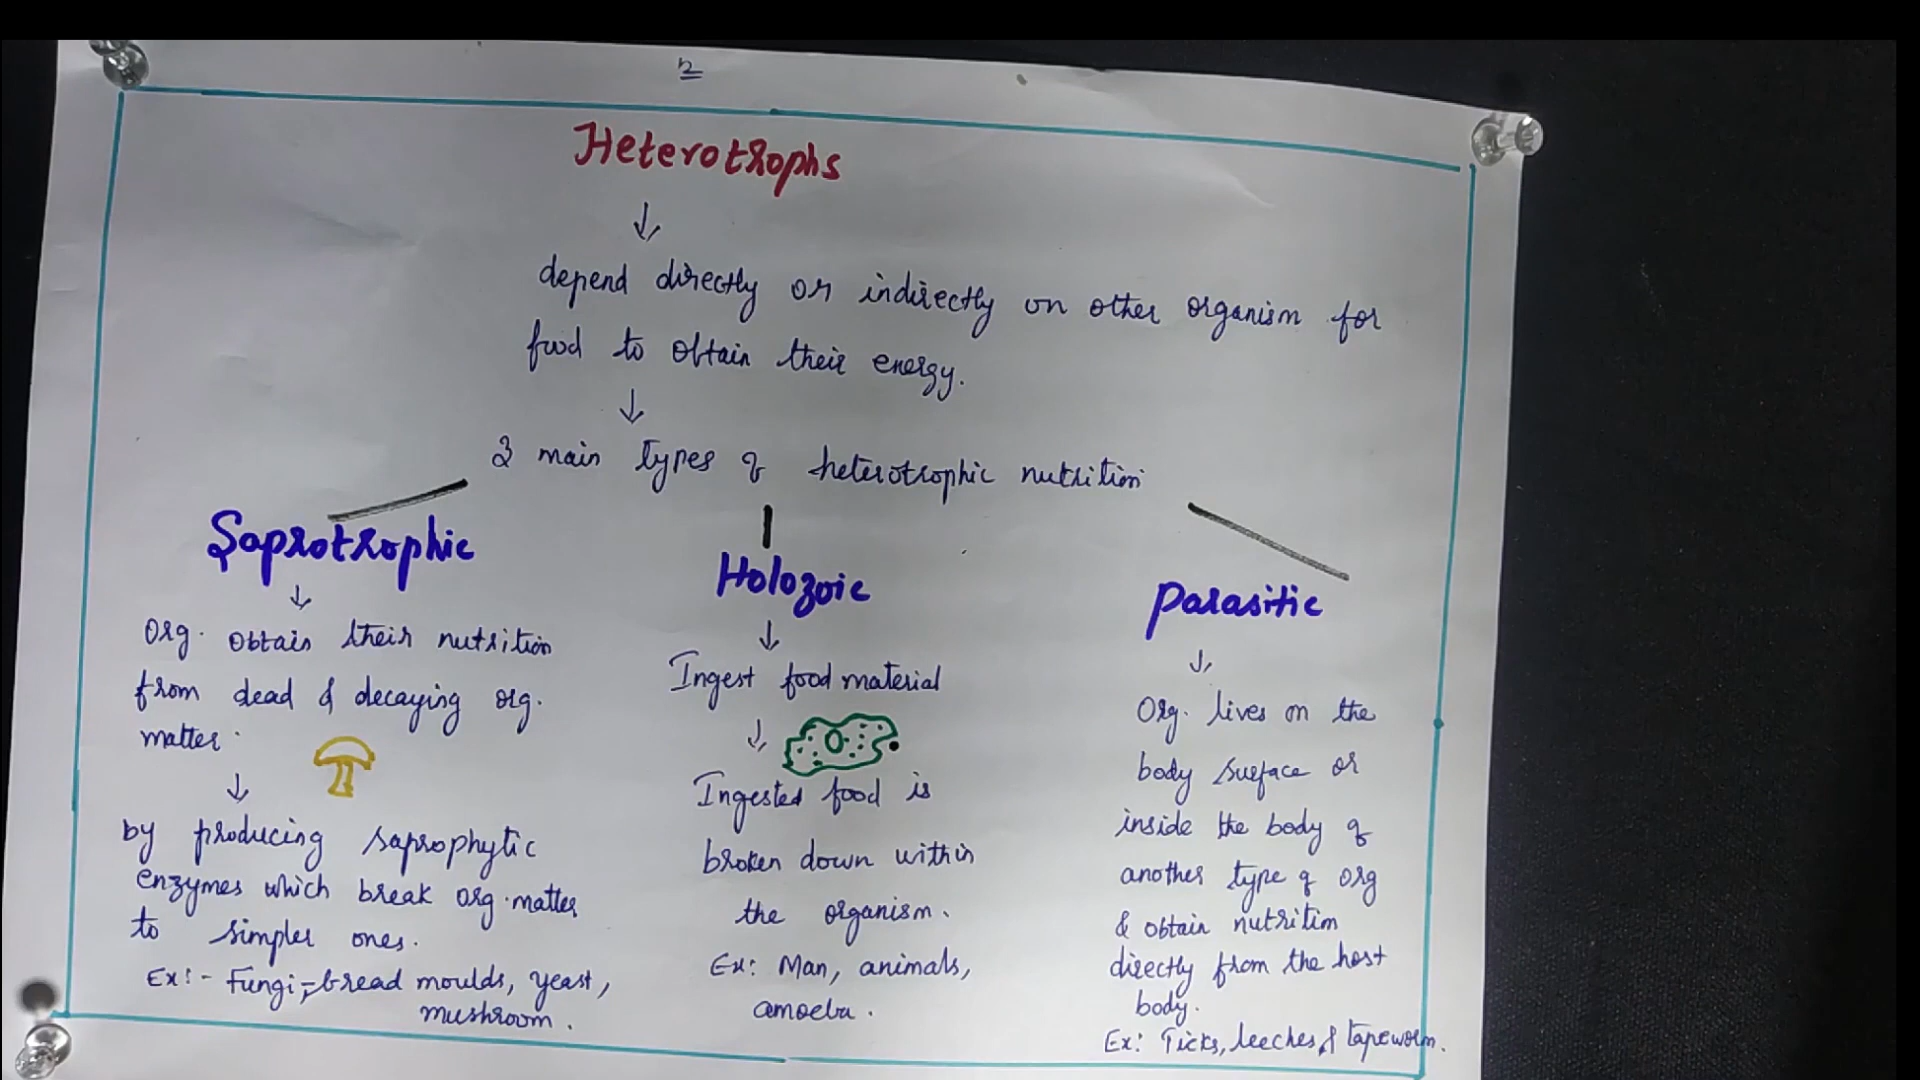 2
Heterotrophs
↓
depend directly or indirectly on other organism for
food to obtain their energy.
↓
3 main types of heterotrophic nutrition
Saprotrophic
↓
Org. obtain their nutrition
from dead & decaying org.
matter.
↓
by producing saprophytic
enzymes which break org. matter
to simpler ones.
Ex:- Fungi,-bread moulds, yeast,
mushroom.
Holozoic
↓
Ingest food material
↓
Ingested food is
broken down within
the organism.
Ex: Man, animals,
amoeba.
Parasitic
↓
Org. lives on the
body surface or
inside the body of
another type of org
& obtain nutrition
directly from the host
body.
Ex: Ticks, leeches, & tapeworm.